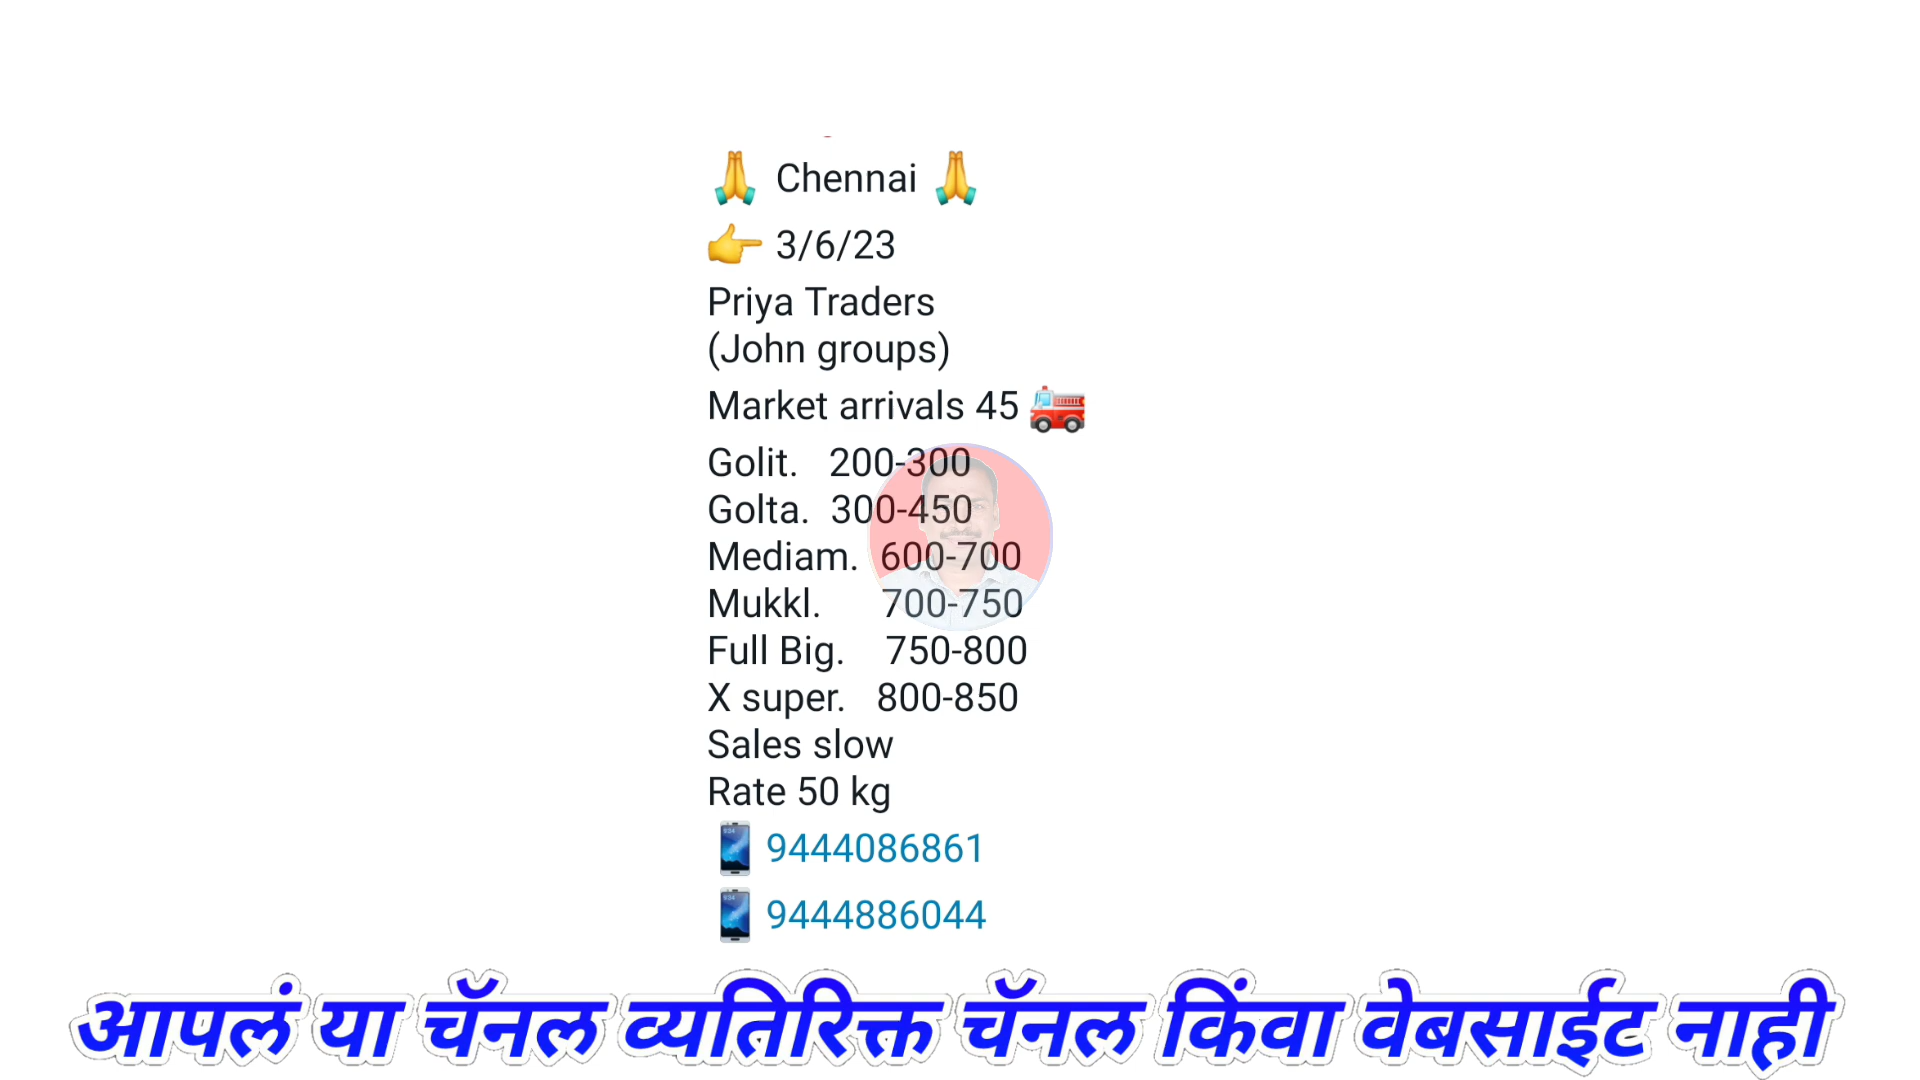 🙏 Chennai 🙏
👉 3/6/23
Priya Traders
(John groups)
Market arrivals 45 🚒
Golit. 200-300
Golta. 300-450
Mediam. 600-700
Mukkl. 700-750
Full Big. 750-800
X super. 800-850
Sales slow
Rate 50 kg
📱 9444086861
📱 9444886044
आपलं या चॅनल व्यतिरिक्त चॅनल किंवा वेबसाईट नाही